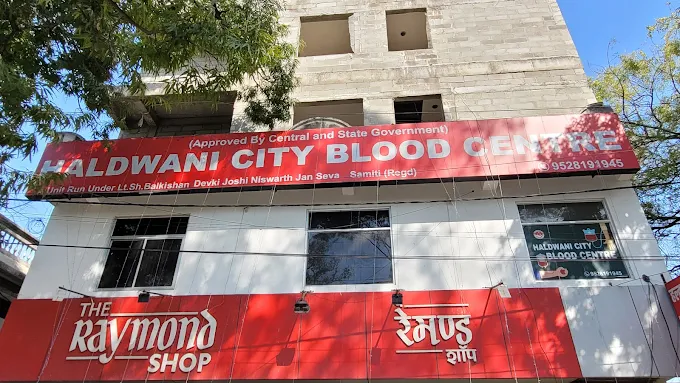 (Approved By Central and State Government)
HALDWANI CITY BLOOD CENTRE
Unit Run Under Lt.Sh.Balkishan Devki Joshi Niswarth Jan Seva Samiti (Regd)
9528191945
HALDWANI CITY
BLOOD CENTRE
9528191945
THE
Raymond
SHOP
रेमण्ड
शॉप